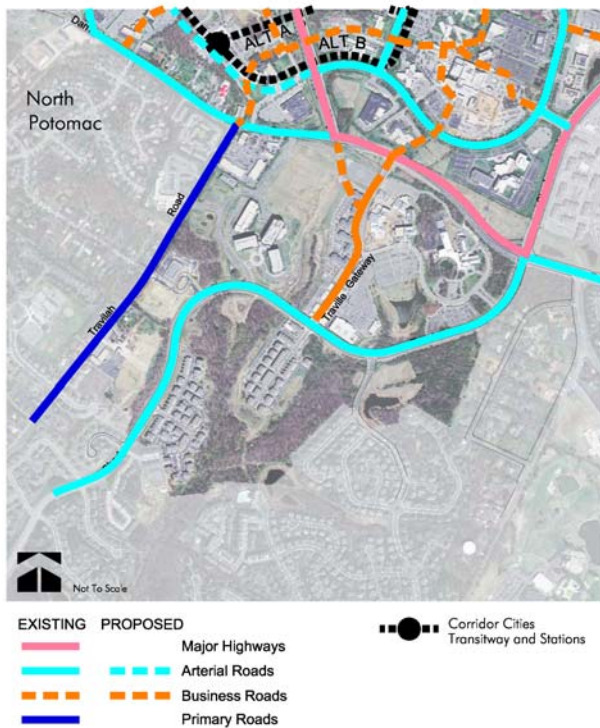 Dar
ALT A
ALT B
North
Potomac
Road
Travilah
Traville Gateway
Not To Scale
EXISTING PROPOSED
Major Highways
Arterial Roads
Business Roads
Primary Roads
Corridor Cities
Transitway and Stations